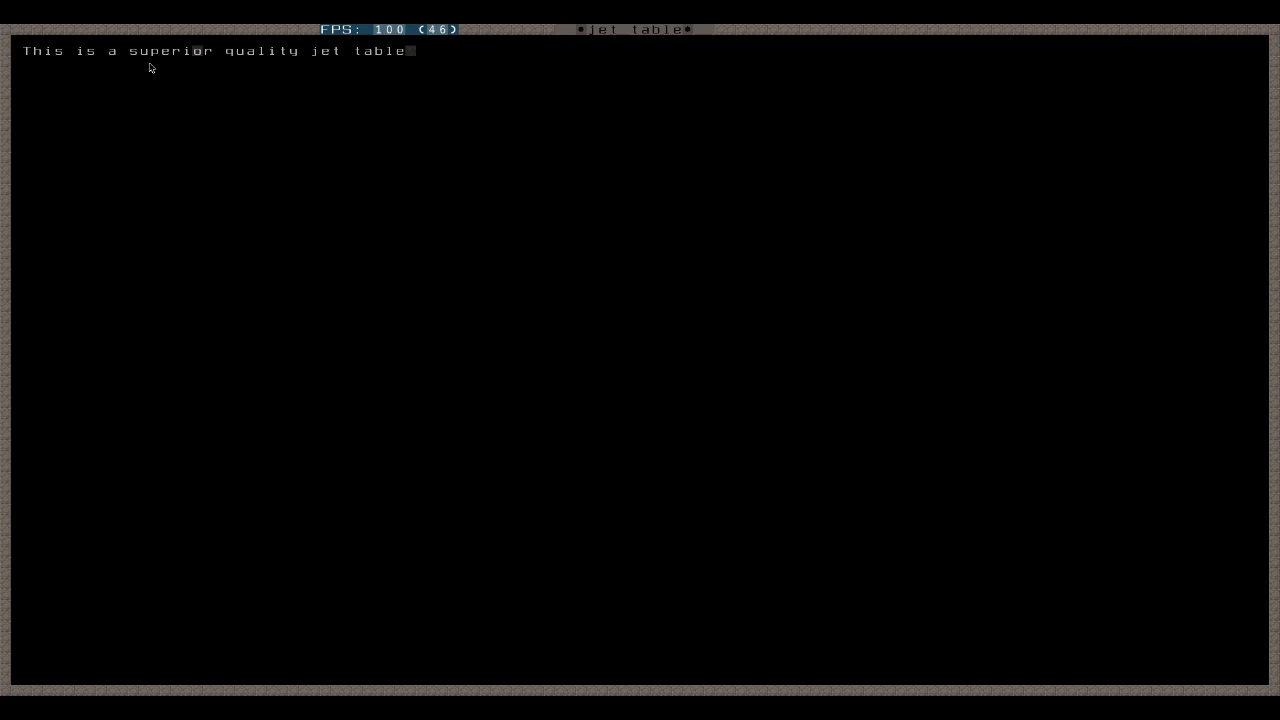 FPS: 100 (46) •jet table•
This is a superior quality jet table